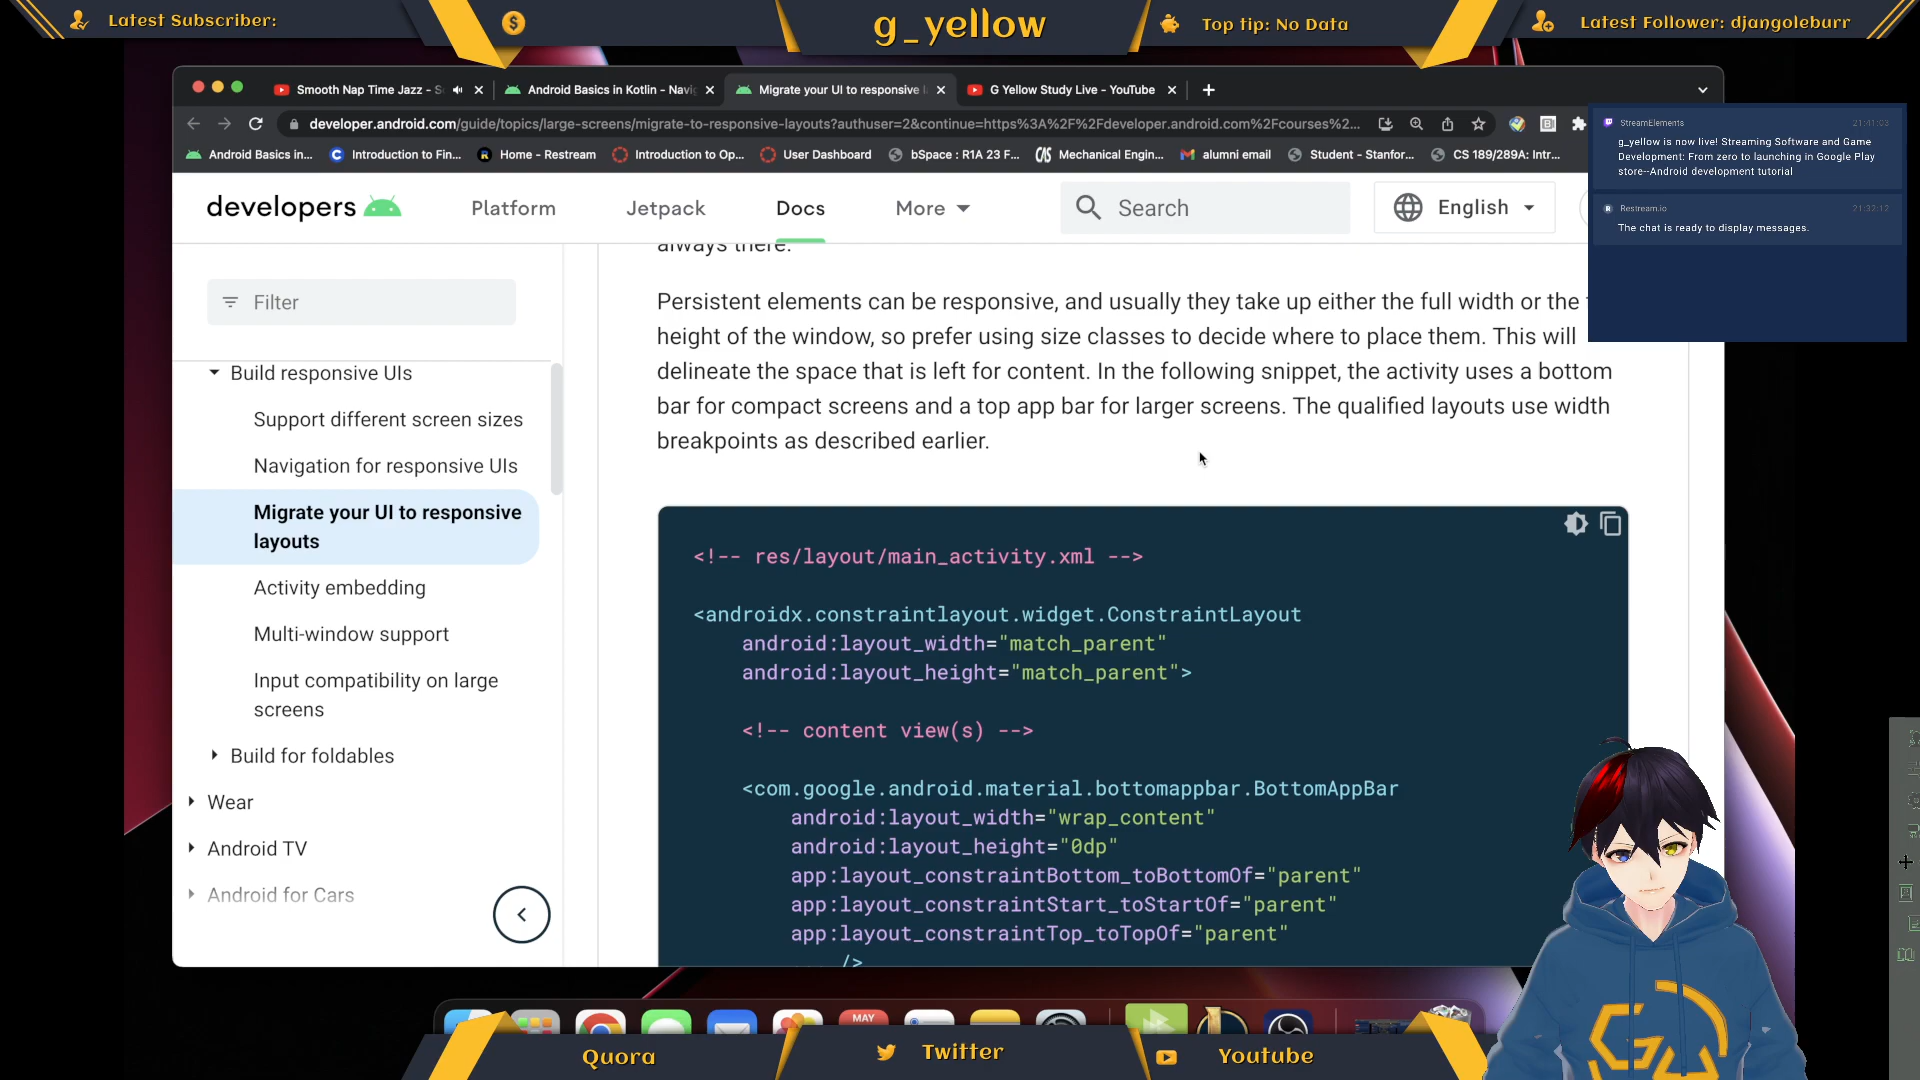 Latest Subscriber:
g_yellow
Top tip: No Data
Latest Follower: djangoleburr
Smooth Nap Time Jazz - S
Android Basics in Kotlin - Navi
Migrate your UI to responsive l
G Yellow Study Live - YouTube
developer.android.com/guide/topics/large-screens/migrate-to-responsive-layouts?authuser=2&continue=https%3A%2F%2Fdeveloper.android.com%2Fcourses%2...
Android Basics in...
Introduction to Fin...
Home - Restream
Introduction to Op...
User Dashboard
bSpace : R1A 23 F...
Mechanical Engin...
alumni email
Student - Stanfor...
CS 189/289A: Intr...
StreamElements 21:41:03
g_yellow is now live! Streaming Software and Game
Development: From zero to launching in Google Play
store--Android development tutorial
Restream.io 21:32:12
The chat is ready to display messages.
developers
Platform
Jetpack
Docs
More
Search
English
Filter
Build responsive UIs
Support different screen sizes
Navigation for responsive UIs
Migrate your UI to responsive
layouts
Activity embedding
Multi-window support
Input compatibility on large
screens
Build for foldables
Wear
Android TV
Android for Cars
always there.
Persistent elements can be responsive, and usually they take up either the full width or the
height of the window, so prefer using size classes to decide where to place them. This will
delineate the space that is left for content. In the following snippet, the activity uses a bottom
bar for compact screens and a top app bar for larger screens. The qualified layouts use width
breakpoints as described earlier.
<!-- res/layout/main_activity.xml -->
<androidx.constraintlayout.widget.ConstraintLayout
android:layout_width="match_parent"
android:layout_height="match_parent">
<!-- content view(s) -->
<com.google.android.material.bottomappbar.BottomAppBar
android:layout_width="wrap_content"
android:layout_height="0dp"
app:layout_constraintBottom_toBottomOf="parent"
app:layout_constraintStart_toStartOf="parent"
app:layout_constraintTop_toTopOf="parent"
... />
MAY
Quora
Twitter
Youtube